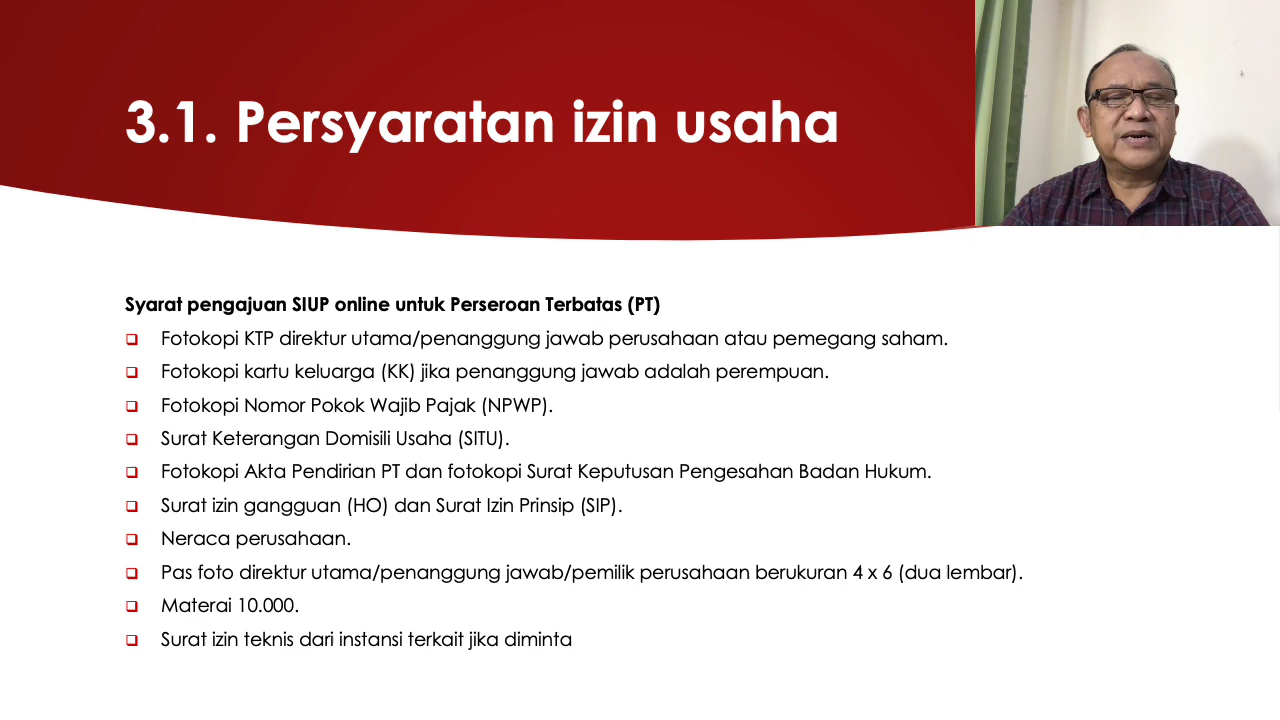 3.1. Persyaratan izin usaha
Syarat pengajuan SIUP online untuk Perseroan Terbatas (PT)
Fotokopi KTP direktur utama/penanggung jawab perusahaan atau pemegang saham.
Fotokopi kartu keluarga (KK) jika penanggung jawab adalah perempuan.
Fotokopi Nomor Pokok Wajib Pajak (NPWP).
Surat Keterangan Domisili Usaha (SITU).
Fotokopi Akta Pendirian PT dan fotokopi Surat Keputusan Pengesahan Badan Hukum.
Surat izin gangguan (HO) dan Surat Izin Prinsip (SIP).
Neraca perusahaan.
Pas foto direktur utama/penanggung jawab/pemilik perusahaan berukuran 4 x 6 (dua lembar).
Materai 10.000.
Surat izin teknis dari instansi terkait jika diminta